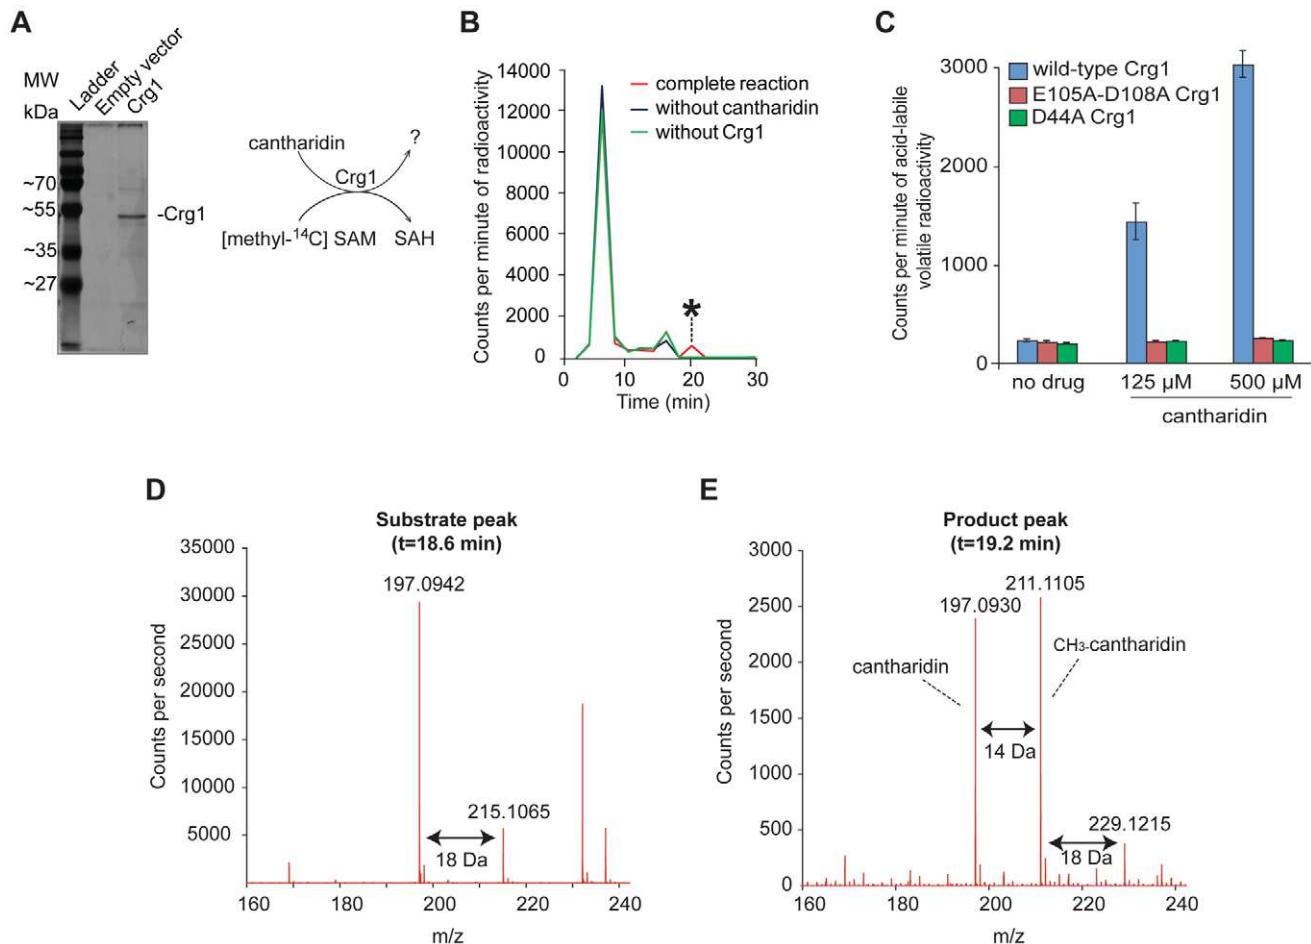 A
MW
kDa
Ladder
Empty vector
Crg1
~70
~55
~35
~27
-Crg1
cantharidin
?
Crg1
[methyl-¹⁴C] SAM
SAH
B
Counts per minute of radioactivity
14000
12000
10000
8000
6000
4000
2000
0
complete reaction
without cantharidin
without Crg1
*
0
10
20
30
Time (min)
C
Counts per minute of acid-labile
volatile radioactivity
3000
2000
1000
0
wild-type Crg1
E105A-D108A Crg1
D44A Crg1
no drug
125 µM
500 µM
cantharidin
D
Substrate peak
(t=18.6 min)
Counts per second
35000
30000
25000
20000
15000
10000
5000
197.0942
215.1065
18 Da
160
180
200
220
240
m/z
E
Product peak
(t=19.2 min)
Counts per second
3000
2500
2000
1500
1000
500
0
197.0930
211.1105
cantharidin
CH₃-cantharidin
14 Da
229.1215
18 Da
160
180
200
220
240
m/z